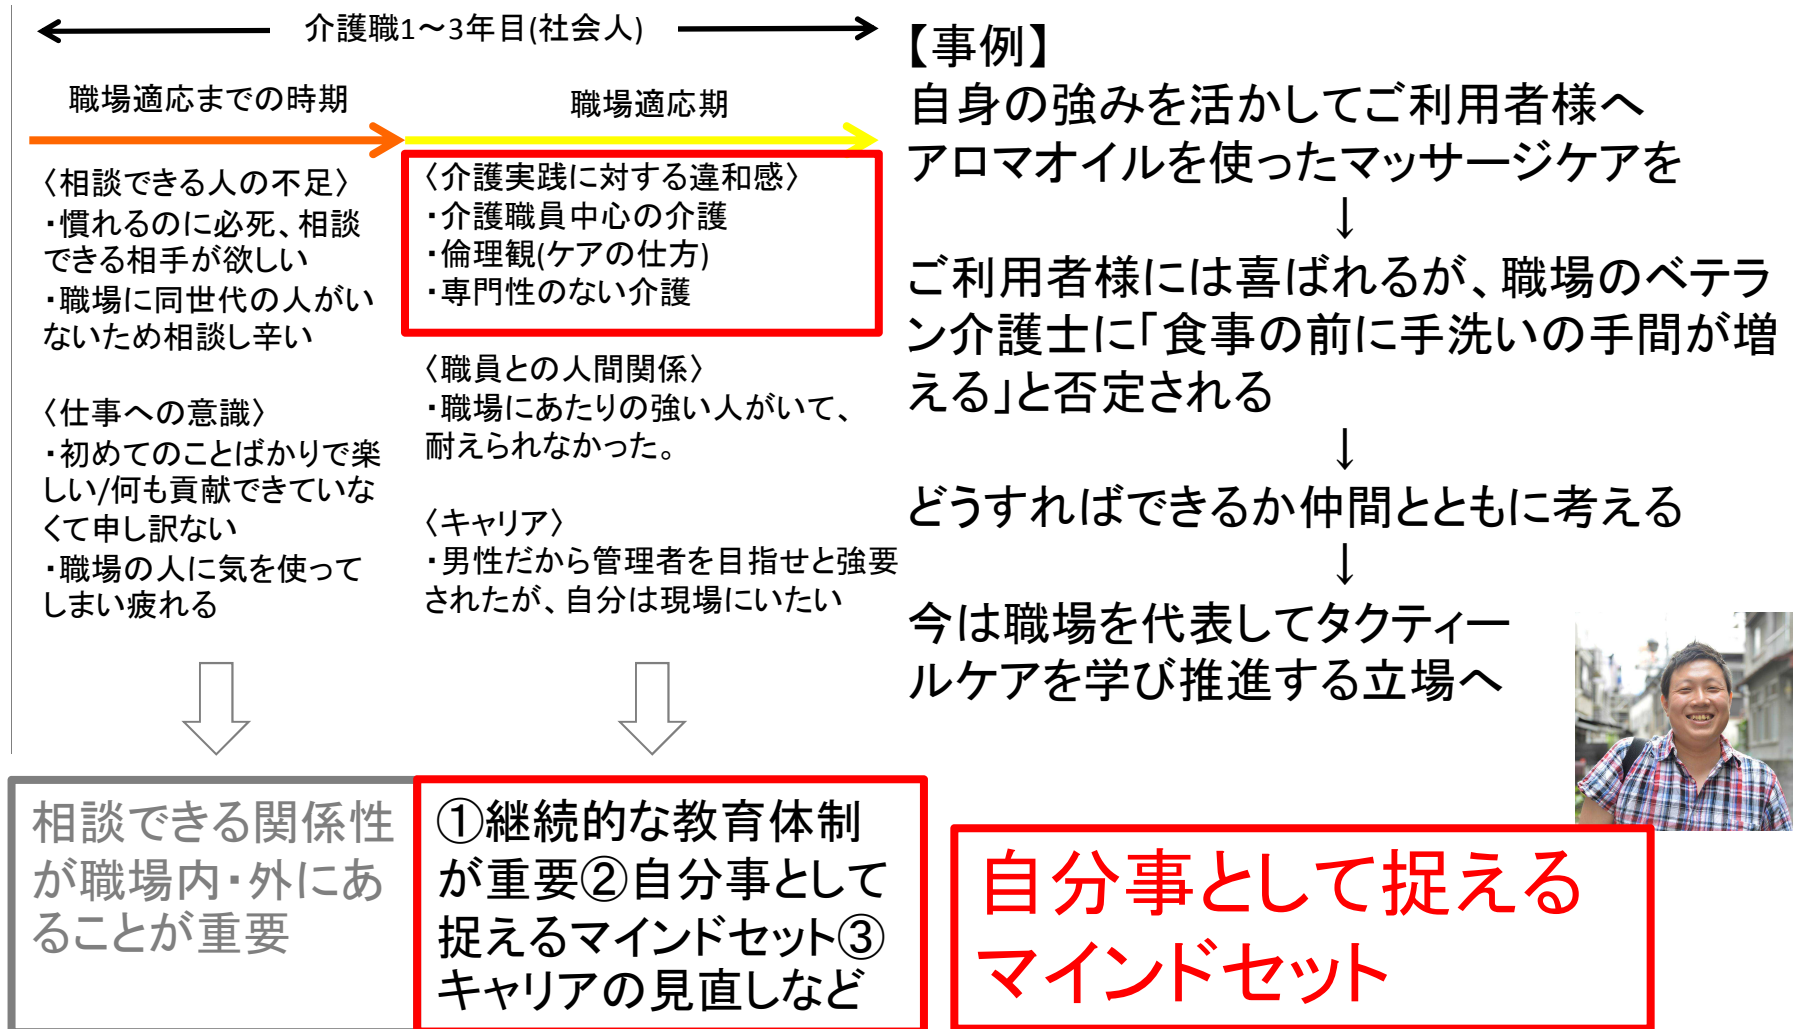 介護職1～3年目(社会人)
職場適応までの時期
〈相談できる人の不足〉
・慣れるのに必死、相談
できる相手が欲しい
・職場に同世代の人がい
ないため相談し辛い
〈仕事への意識〉
・初めてのことばかりで楽
しい/何も貢献できていな
くて申し訳ない
・職場の人に気を使って
しまい疲れる
相談できる関係性
が職場内・外にあ
ることが重要
職場適応期
〈介護実践に対する違和感〉
・介護職員中心の介護
・倫理観(ケアの仕方)
・専門性のない介護
〈職員との人間関係〉
・職場にあたりの強い人がいて、
耐えられなかった。
〈キャリア〉
・男性だから管理者を目指せと強要
されたが、自分は現場にいたい
①継続的な教育体制
が重要②自分事として
捉えるマインドセット③
キャリアの見直しなど
【事例】
自身の強みを活かしてご利用者様へ
アロマオイルを使ったマッサージケアを
↓
ご利用者様には喜ばれるが、職場のベテラ
ン介護士に「食事の前に手洗いの手間が増
える」と否定される
↓
どうすればできるか仲間とともに考える
↓
今は職場を代表してタクティー
ルケアを学び推進する立場へ
自分事として捉える
マインドセット